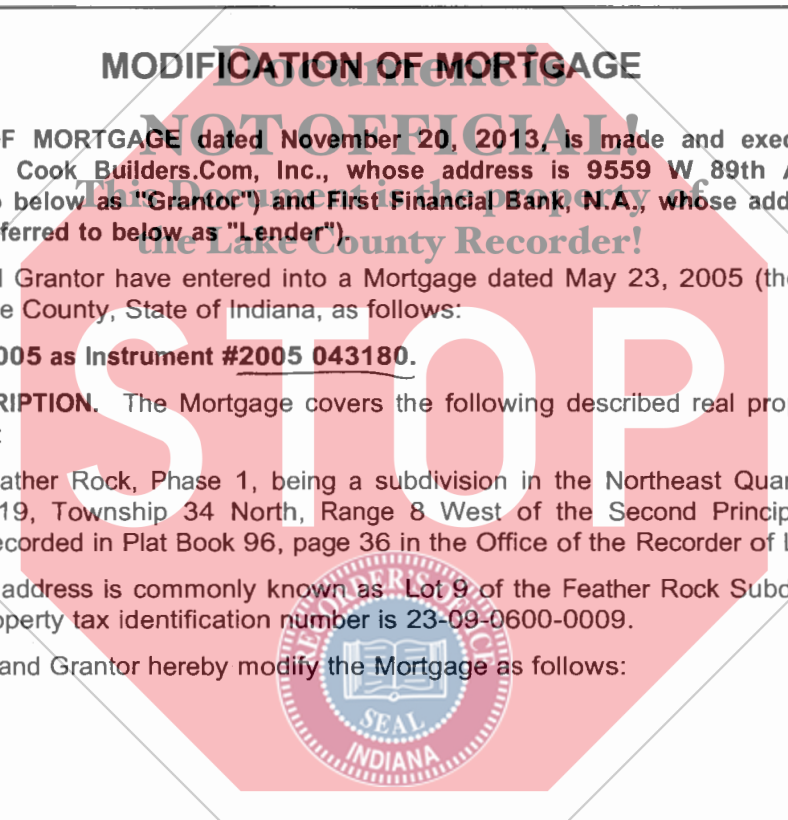 MODIFICATION OF MORTGAGE
Document is
NOT OFFICIAL!
This Document is the property of
the Lake County Recorder!
F MORTGAGE dated November 20, 2013, is made and exec
Cook Builders.Com, Inc., whose address is 9559 W 89th A
o below as "Grantor") and First Financial Bank, N.A., whose add
ferred to below as "Lender").
d Grantor have entered into a Mortgage dated May 23, 2005 (the
e County, State of Indiana, as follows:
005 as Instrument #2005 043180.
RIPTION. The Mortgage covers the following described real prop
:
ather Rock, Phase 1, being a subdivision in the Northeast Quar
19, Township 34 North, Range 8 West of the Second Princip
ecorded in Plat Book 96, page 36 in the Office of the Recorder of L
address is commonly known as Lot 9 of the Feather Rock Subd
operty tax identification number is 23-09-0600-0009.
and Grantor hereby modify the Mortgage as follows:
STOP
RECORDER'S OFFICE
SEAL
INDIANA